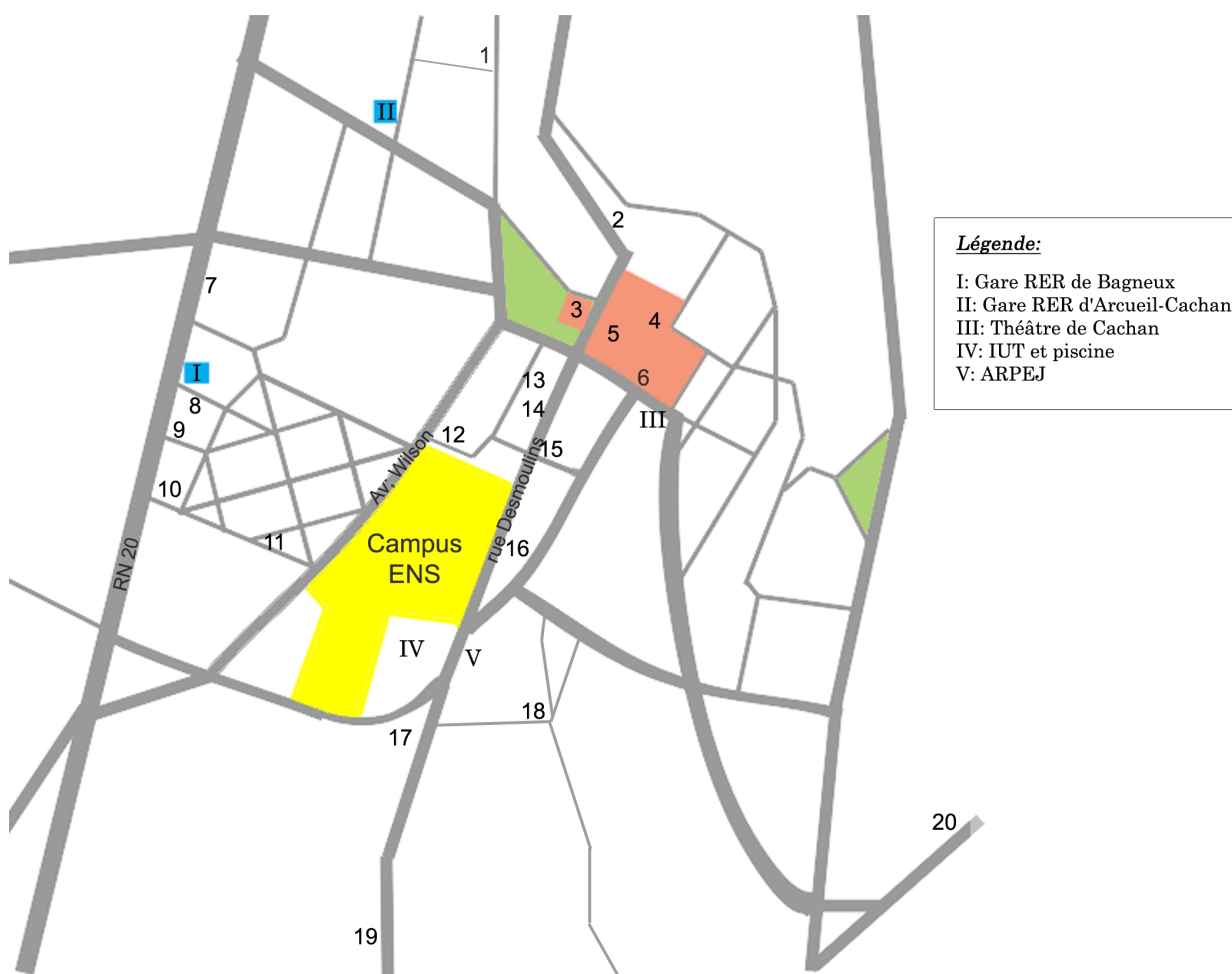 1
II
2
Légende:
I: Gare RER de Bagneux
II: Gare RER d'Arcueil-Cachan
III: Théâtre de Cachan
IV: IUT et piscine
V: ARPEJ
7
3
4
5
6
I
8
9
13
14
III
12
15
Av; Wilson
rue Desmoulins
10
11
Campus
ENS
16
RN 20
IV
V
18
17
20
19